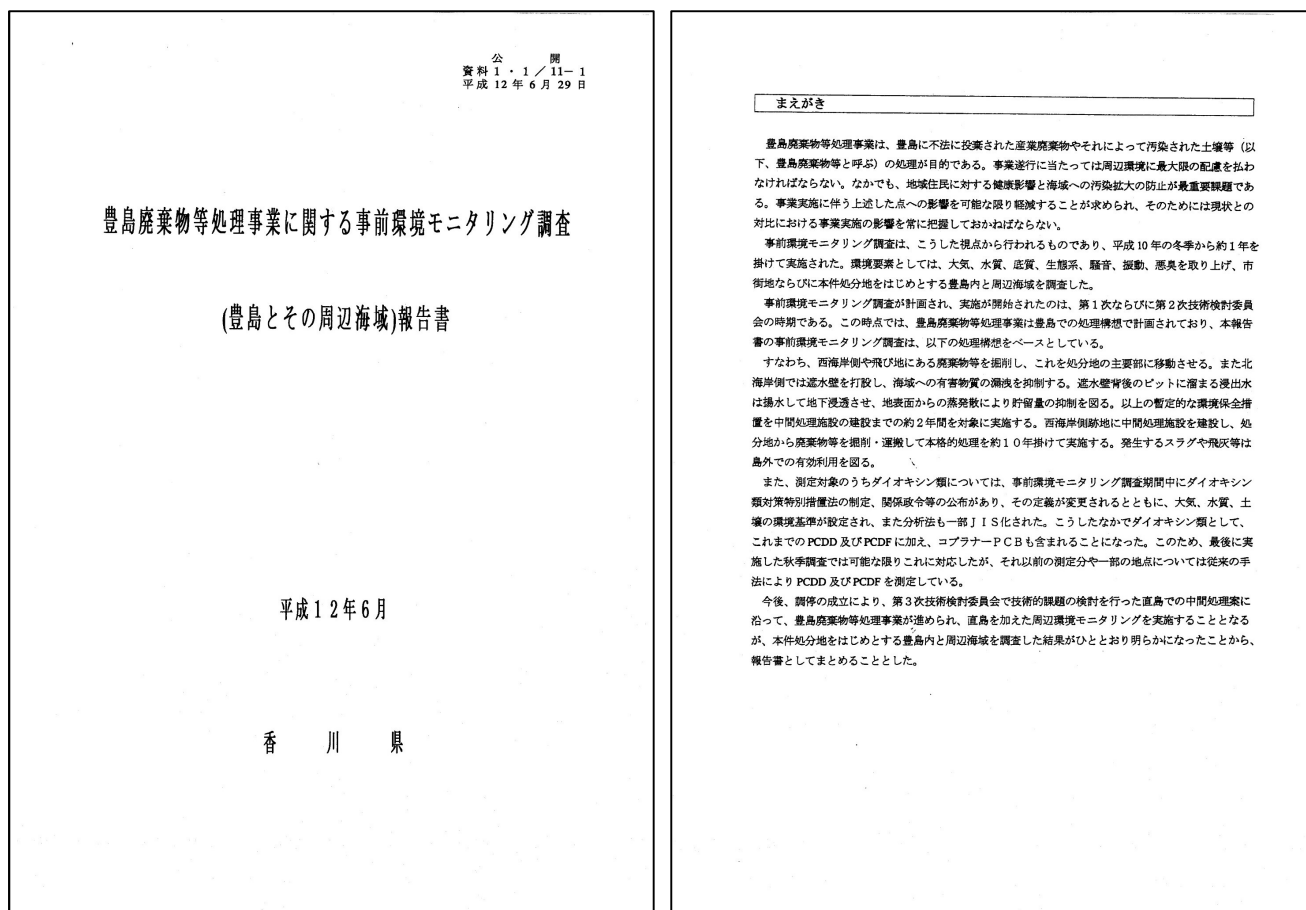 公　開
資料１・１／11－1
平成 12 年 6 月 29 日
豊島廃棄物等処理事業に関する事前環境モニタリング調査
(豊島とその周辺海域)報告書
平成１２年６月
香　川　県
まえがき
豊島廃棄物等処理事業は、豊島に不法に投棄された産業廃棄物やそれによって汚染された土壌等（以
下、豊島廃棄物等と呼ぶ）の処理が目的である。事業遂行に当たっては周辺環境に最大限の配慮を払わ
なければならない。なかでも、地域住民に対する健康影響と海域への汚染拡大の防止が最重要課題であ
る。事業実施に伴う上述した点への影響を可能な限り軽減することが求められ、そのためには現状との
対比における事業実施の影響を常に把握しておかねばならない。
事前環境モニタリング調査は、こうした視点から行われるものであり、平成 10 年の冬季から約１年を
掛けて実施された。環境要素としては、大気、水質、底質、生態系、騒音、振動、悪臭を取り上げ、市
街地ならびに本件処分地をはじめとする豊島内と周辺海域を調査した。
事前環境モニタリング調査が計画され、実施が開始されたのは、第１次ならびに第２次技術検討委員
会の時期である。この時点では、豊島廃棄物等処理事業は豊島での処理構想で計画されており、本報告
書の事前環境モニタリング調査は、以下の処理構想をベースとしている。
すなわち、西海岸側や飛び地にある廃棄物等を掘削し、これを処分地の主要部に移動させる。また北
海岸側では遮水壁を打設し、海域への有害物質の漏洩を抑制する。遮水壁背後のピットに溜まる浸出水
は揚水して地下浸透させ、地表面からの蒸発散により貯留量の抑制を図る。以上の暫定的な環境保全措
置を中間処理施設の建設までの約２年間を対象に実施する。西海岸側跡地に中間処理施設を建設し、処
分地から廃棄物等を掘削・運搬して本格的処理を約１０年掛けて実施する。発生するスラグや飛灰等は
島外での有効利用を図る。
また、測定対象のうちダイオキシン類については、事前環境モニタリング調査期間中にダイオキシン
類対策特別措置法の制定、関係政令等の公布があり、その定義が変更されるとともに、大気、水質、土
壌の環境基準が設定され、また分析法も一部ＪＩＳ化された。こうしたなかでダイオキシン類として、
これまでの PCDD 及び PCDF に加え、コプラナーＰＣＢも含まれることになった。このため、最後に実
施した秋季調査では可能な限りこれに対応したが、それ以前の測定分や一部の地点については従来の手
法により PCDD 及び PCDF を測定している。
今後、調停の成立により、第３次技術検討委員会で技術的課題の検討を行った直島での中間処理案に
沿って、豊島廃棄物等処理事業が進められ、直島を加えた周辺環境モニタリングを実施することとなる
が、本件処分地をはじめとする豊島内と周辺海域を調査した結果がひととおり明らかになったことから、
報告書としてまとめることとした。